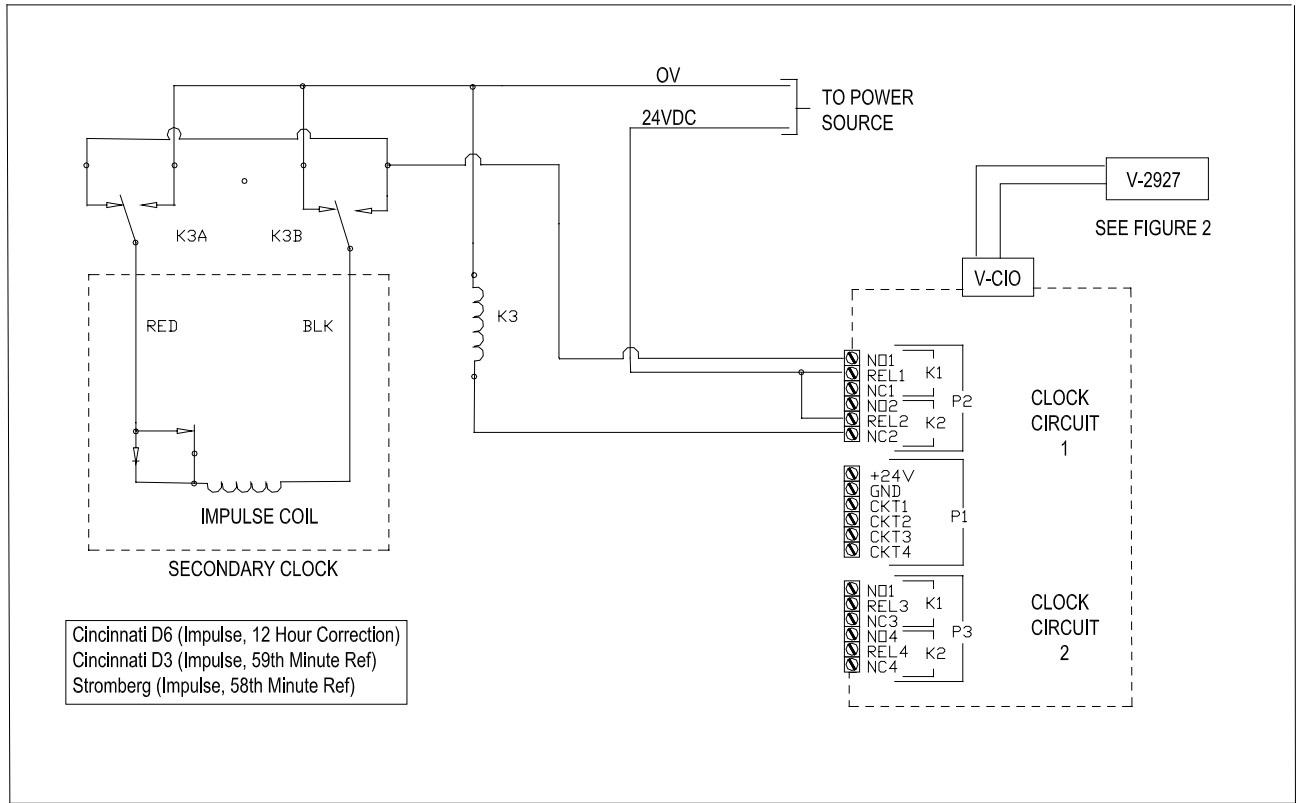 OV
24VDC
TO POWER
SOURCE
V-2927
SEE FIGURE 2
V-CIO
K3A
K3B
K3
RED
BLK
IMPULSE COIL
SECONDARY CLOCK
NO1
REL1
NC1
NO2
REL2
NC2
K1
K2
P2
CLOCK
CIRCUIT
1
+24V
GND
CKT1
CKT2
CKT3
CKT4
P1
NO1
REL3
NC3
NO4
REL4
NC4
K1
K2
P3
CLOCK
CIRCUIT
2
Cincinnati D6 (Impulse, 12 Hour Correction)
Cincinnati D3 (Impulse, 59th Minute Ref)
Stromberg (Impulse, 58th Minute Ref)